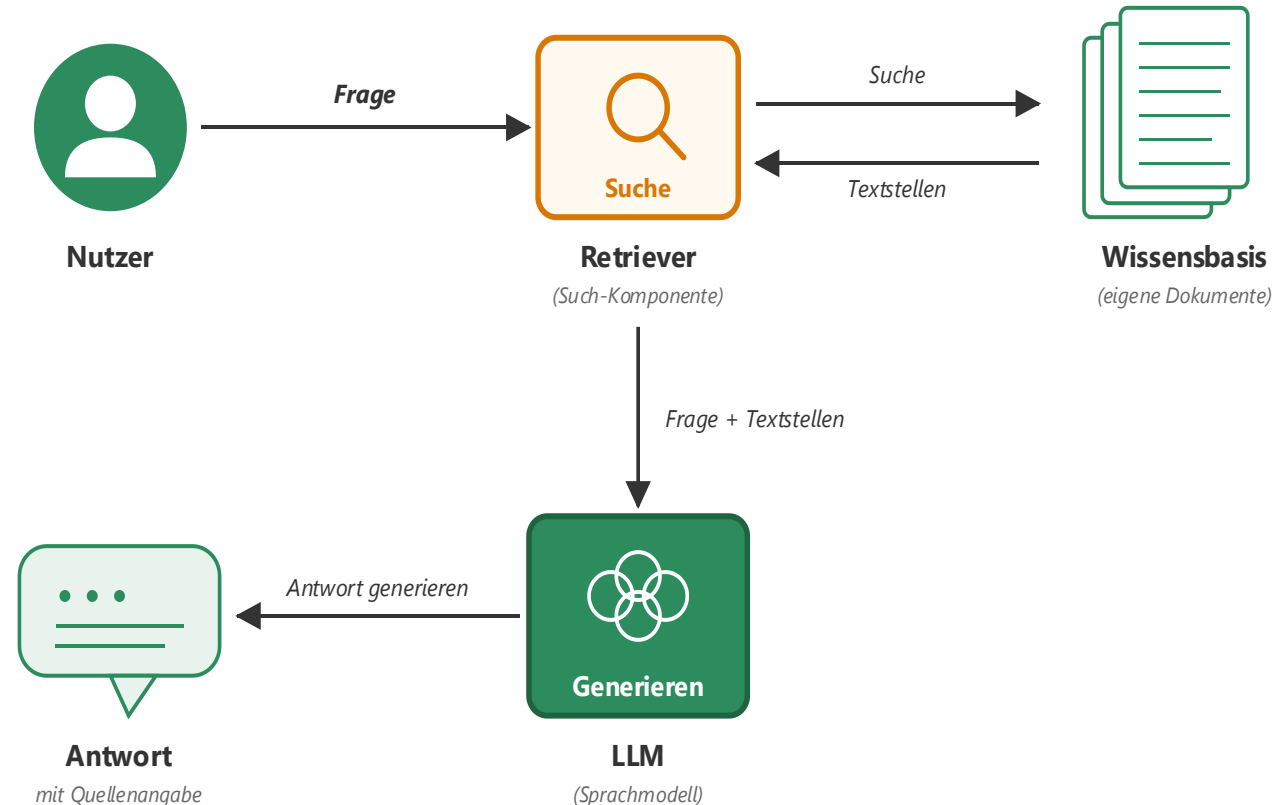 Frage
Suche
Suche
Textstellen
Nutzer
Retriever
(Such-Komponente)
Wissensbasis
(eigene Dokumente)
Frage + Textstellen
Antwort generieren
Generieren
Antwort
mit Quellenangabe
LLM
(Sprachmodell)